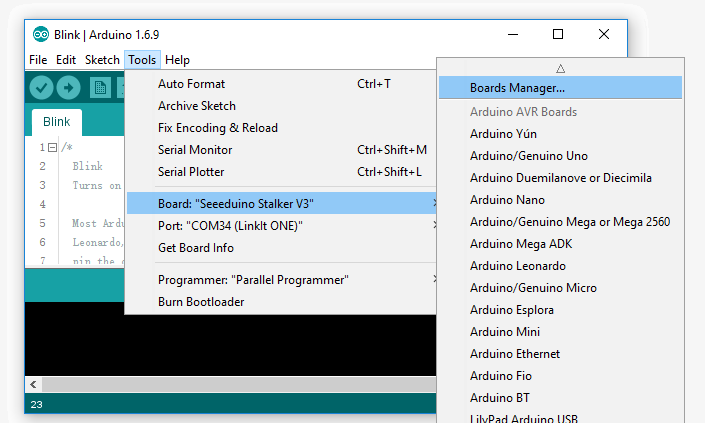 Blink | Arduino 1.6.9
File Edit Sketch Tools Help
Auto Format Ctrl+T
Archive Sketch
Fix Encoding & Reload
Serial Monitor Ctrl+Shift+M
Serial Plotter Ctrl+Shift+L
Board: "Seeeduino Stalker V3"
Port: "COM34 (LinkIt ONE)"
Get Board Info
Programmer: "Parallel Programmer"
Burn Bootloader
Boards Manager...
Arduino AVR Boards
Arduino Yún
Arduino/Genuino Uno
Arduino Duemilanove or Diecimila
Arduino Nano
Arduino/Genuino Mega or Mega 2560
Arduino Mega ADK
Arduino Leonardo
Arduino/Genuino Micro
Arduino Esplora
Arduino Mini
Arduino Ethernet
Arduino Fio
Arduino BT
LilyPad Arduino USB
Blink
1 /*
2 Blink
3 Turns on
4
5 Most Ardu
6 Leonardo,
7 pin the
23